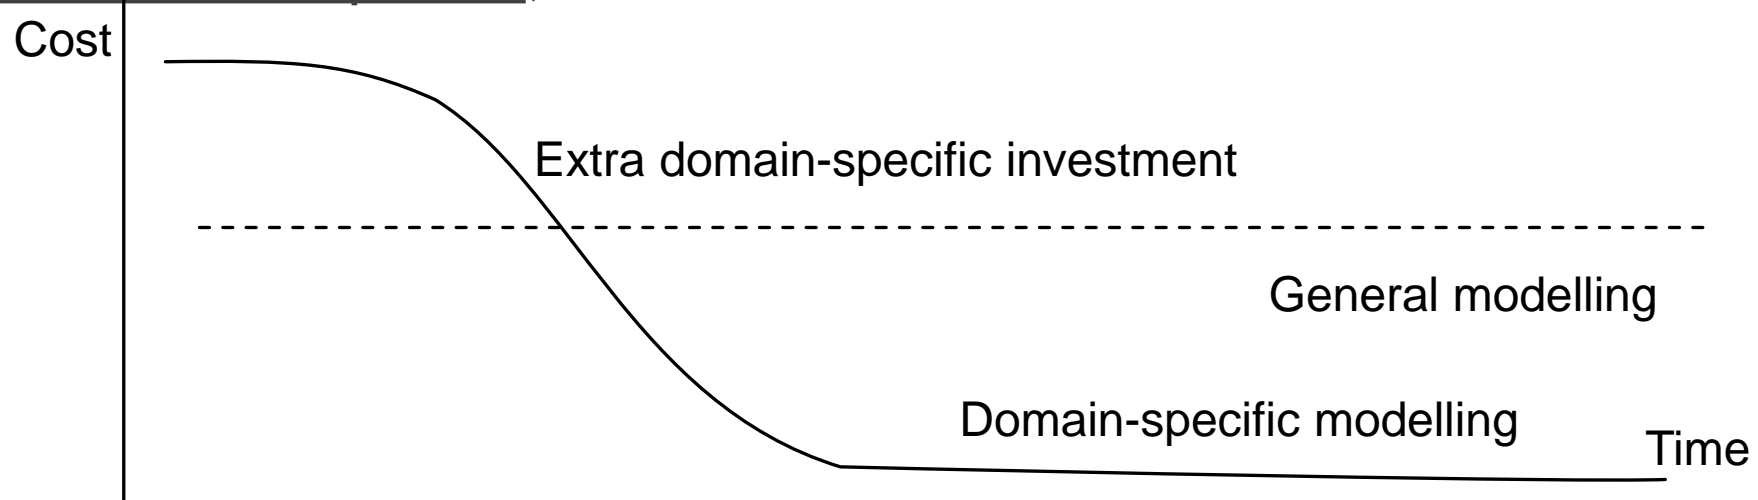 Cost
Extra domain-specific investment
General modelling
Domain-specific modelling
Time